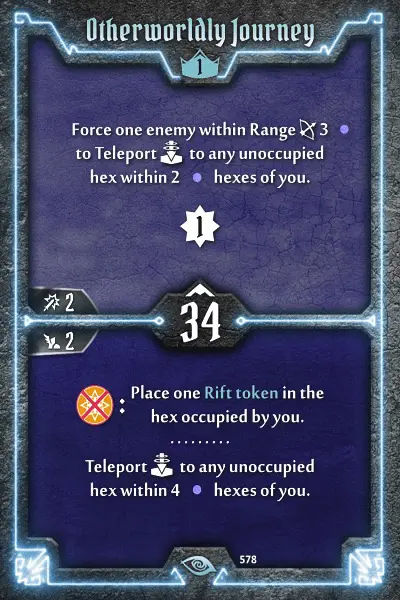 Otherworldly Journey
1
Force one enemy within Range 3
to Teleport to any unoccupied
hex within 2 hexes of you.
1
2
34
2
: Place one Rift token in the
hex occupied by you.
.........
Teleport to any unoccupied
hex within 4 hexes of you.
578